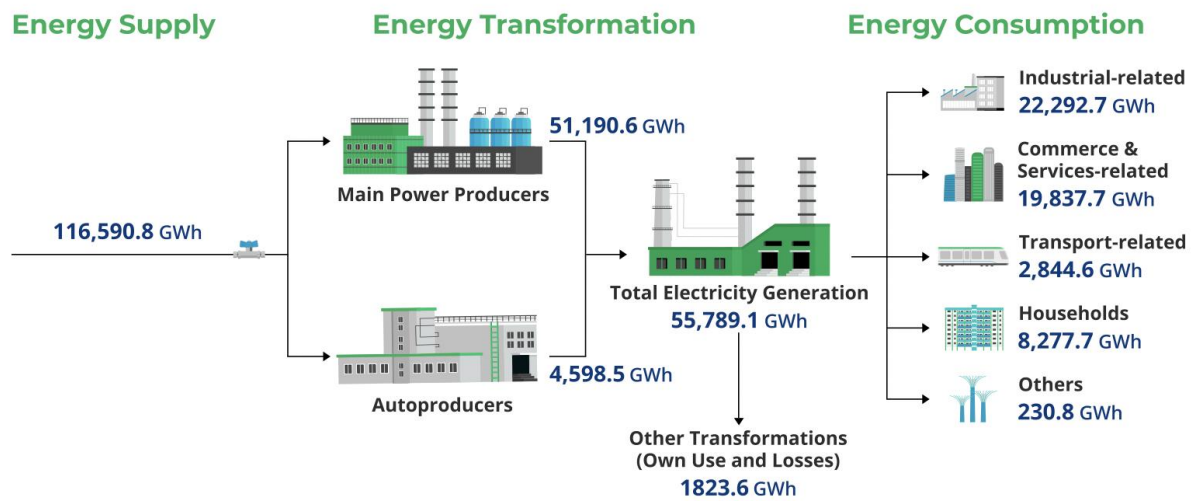 Energy Supply
Energy Transformation
Energy Consumption
116,590.8 GWh
51,190.6 GWh
Main Power Producers
4,598.5 GWh
Autoproducers
Total Electricity Generation
55,789.1 GWh
Other Transformations
(Own Use and Losses)
1823.6 GWh
Industrial-related
22,292.7 GWh
Commerce &
Services-related
19,837.7 GWh
Transport-related
2,844.6 GWh
Households
8,277.7 GWh
Others
230.8 GWh